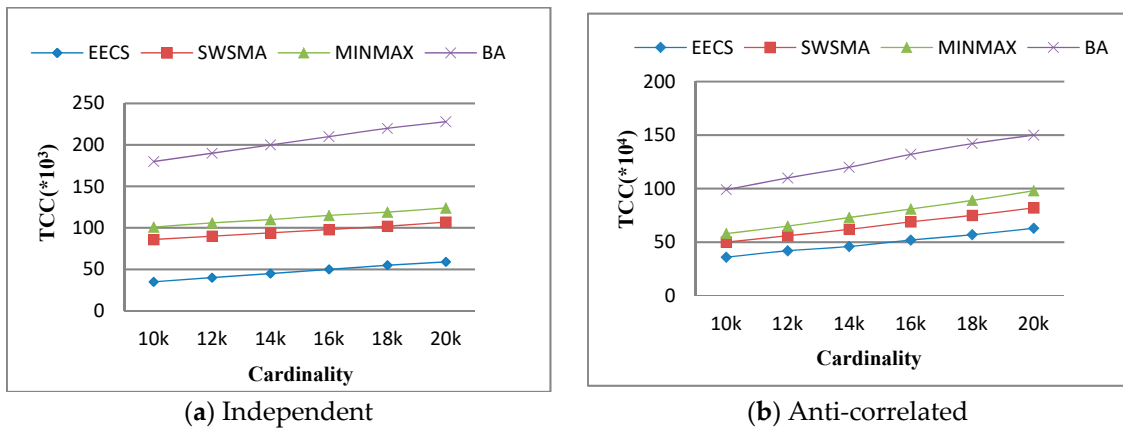 EECS SWSMA MINMAX BA
TCC(*10³)
250
200
150
100
50
0
10k 12k 14k 16k 18k 20k
Cardinality
(a) Independent
EECS SWSMA MINMAX BA
TCC(*10⁴)
200
150
100
50
0
10k 12k 14k 16k 18k 20k
Cardinality
(b) Anti-correlated